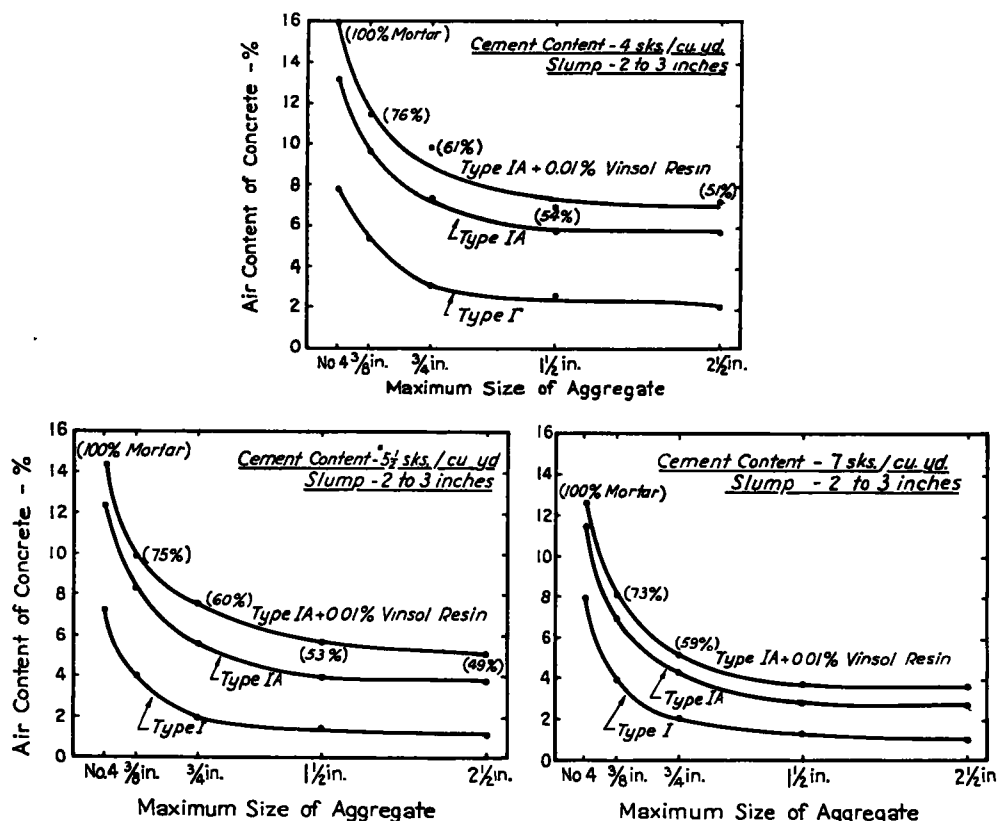 16
14
12
10
8
6
4
2
0
Air Content of Concrete - %
(100% Mortar)
Cement Content - 4 sks./cu. yd.
Slump - 2 to 3 inches
(76%)
(61%)
Type IA + 0.01% Vinsol Resin
(51%)
(54%)
Type IA
Type I
No 4 3/8 in. 3/4 in. 1 1/2 in. 2 1/2 in.
Maximum Size of Aggregate
16
14
12
10
8
6
4
2
0
Air Content of Concrete - %
(100% Mortar)
Cement Content - 5 1/2 sks./cu. yd
Slump - 2 to 3 inches
(75%)
(60%)
Type IA + 0.01% Vinsol Resin
(53%)
(49%)
Type IA
Type I
No.4 3/8 in. 3/4 in. 1 1/2 in. 2 1/2 in.
Maximum Size of Aggregate
16
14
12
10
8
6
4
2
0
(100% Mortar)
Cement Content - 7 sks./cu. yd.
Slump - 2 to 3 inches
(73%)
(59%)
Type IA + 0.01% Vinsol Resin
Type IA
Type I
No 4 3/8 in. 3/4 in. 1 1/2 in. 2 1/2 in.
Maximum Size of Aggregate